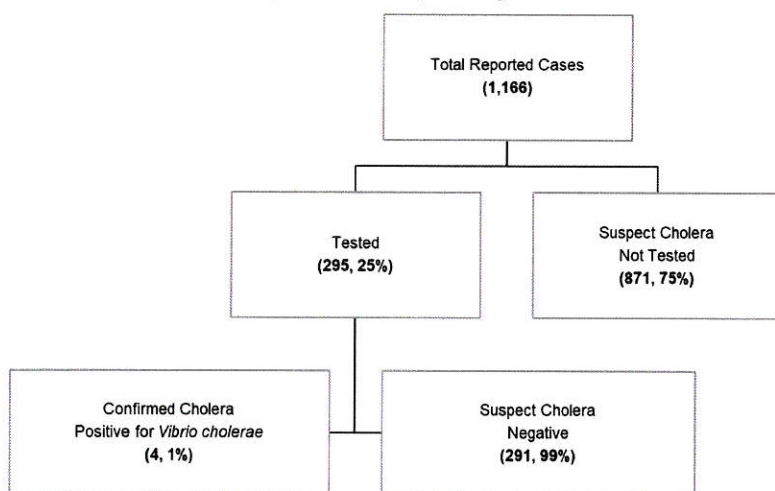 Total Reported Cases
(1,166)
Tested
(295, 25%)
Suspect Cholera
Not Tested
(871, 75%)
Confirmed Cholera
Positive for Vibrio cholerae
(4, 1%)
Suspect Cholera
Negative
(291, 99%)